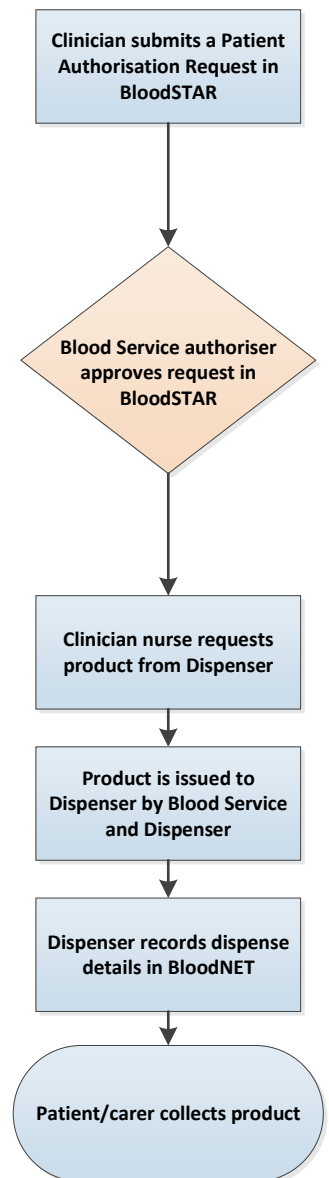 Clinician submits a Patient
Authorisation Request in
BloodSTAR
Blood Service authoriser
approves request in
BloodSTAR
Clinician nurse requests
product from Dispenser
Product is issued to
Dispenser by Blood Service
and Dispenser
Dispenser records dispense
details in BloodNET
Patient/carer collects product